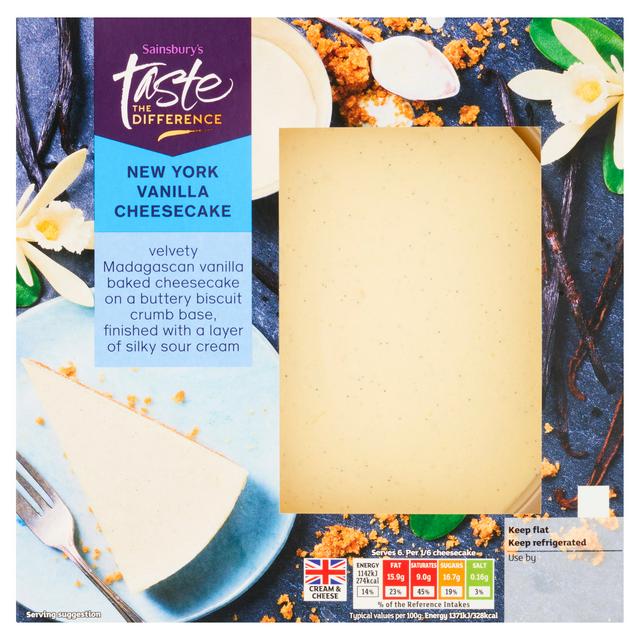 Sainsbury's
taste
THE
DIFFERENCE
NEW YORK
VANILLA
CHEESECAKE
velvety
Madagascan vanilla
baked cheesecake
on a buttery biscuit
crumb base,
finished with a layer
of silky sour cream
Keep flat
Keep refrigerated
Use by
Serves 6. Per 1/6 cheesecake
ENERGY FAT SATURATES SUGARS SALT
1142kJ
274kcal 15.9g 9.0g 16.7g 0.16g
14% 23% 45% 19% 3%
% of the Reference Intakes
CREAM &
CHEESE
Typical values per 100g: Energy 1371kJ/328kcal
Serving suggestion